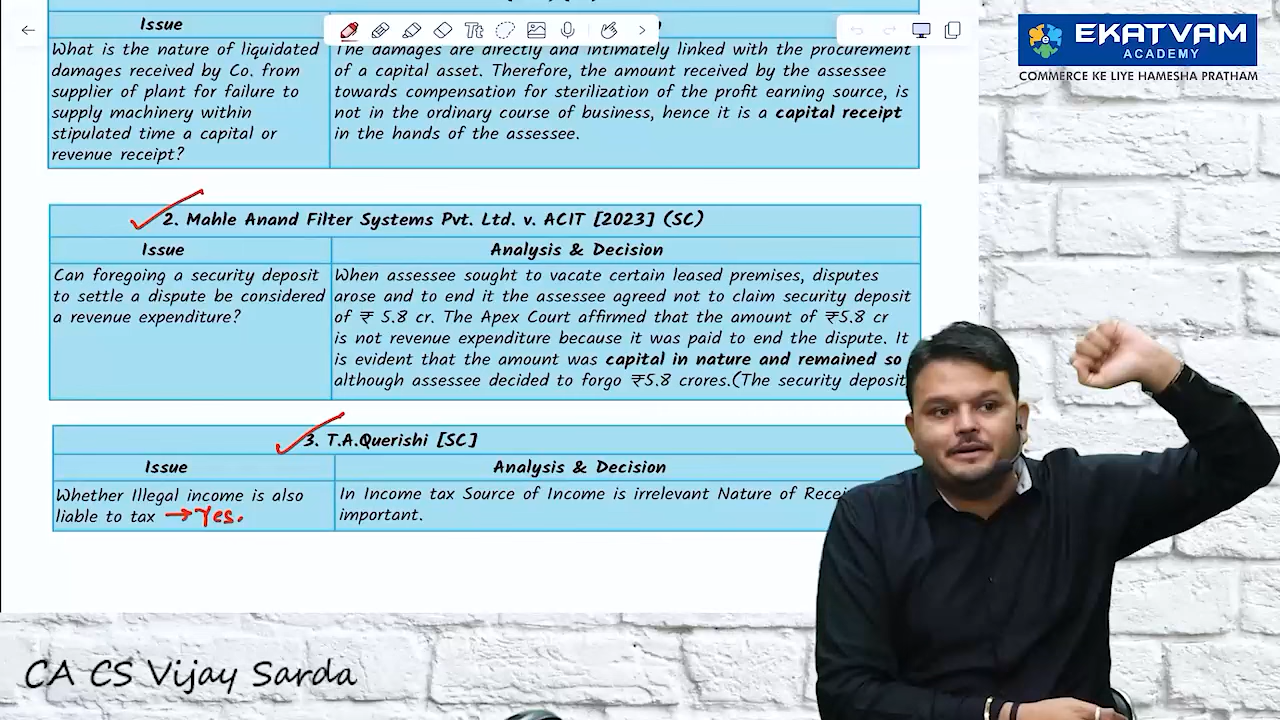 EKATVAM
ACADEMY
COMMERCE KE LIYE HAMESHA PRATHAM
Issue
What is the nature of liquidated
damages received by Co. from
supplier of plant for failure to
supply machinery within
stipulated time a capital or
revenue receipt?
directly and intimately linked with the procurement
of a capital asset. Therefore, the amount received by the assessee
towards compensation for sterilization of the profit earning source, is
not in the ordinary course of business, hence it is a capital receipt
in the hands of the assessee.
2. Mahle Anand Filter Systems Pvt. Ltd. v. ACIT [2023] (SC)
Issue
Analysis & Decision
Can foregoing a security deposit
to settle a dispute be considered
a revenue expenditure?
When assessee sought to vacate certain leased premises, disputes
arose and to end it the assessee agreed not to claim security deposit
of ₹ 5.8 cr. The Apex Court affirmed that the amount of ₹5.8 cr
is not revenue expenditure because it was paid to end the dispute. It
is evident that the amount was capital in nature and remained so
although assessee decided to forgo ₹5.8 crores.(The security deposit
3. T.A.Querishi [SC]
Issue
Analysis & Decision
Whether Illegal income is also
liable to tax → Yes.
In Income tax Source of Income is irrelevant Nature of
important.
CA CS Vijay Sarda